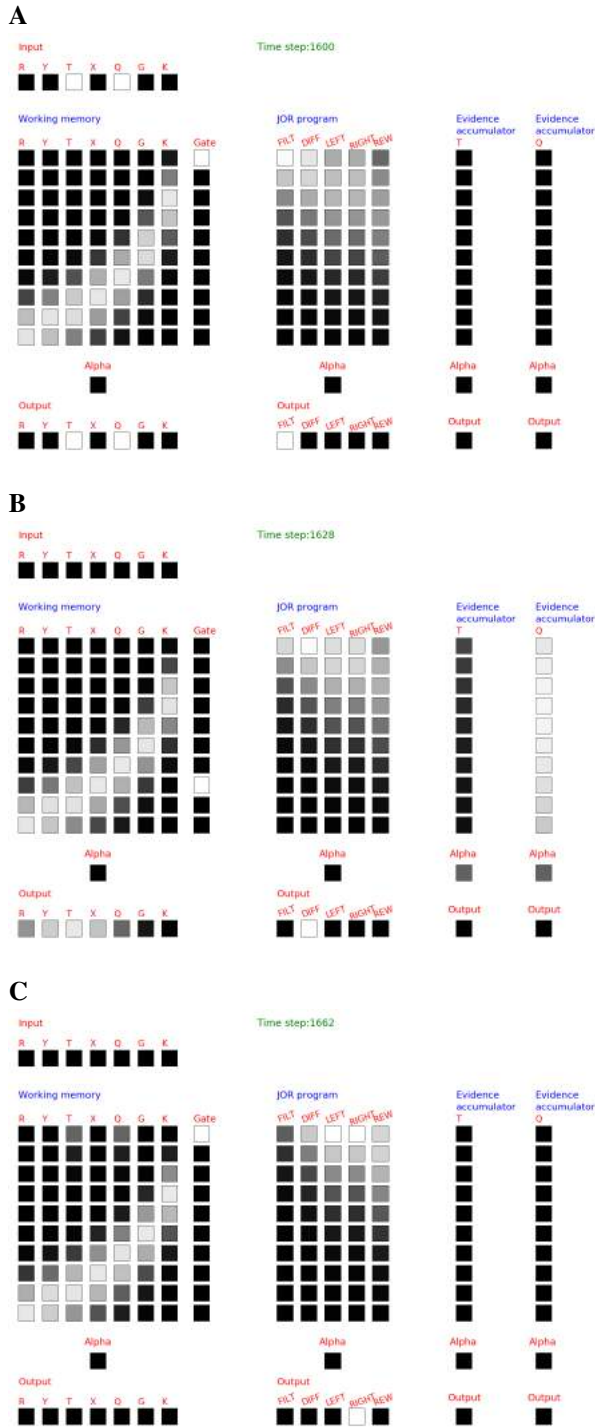 A
Input Time step:1600
R Y T X Q G K
Working memory JOR program Evidence accumulator Evidence accumulator
R Y T X Q G K Gate FILT DIFF LEFT RIGHT REW T Q
Alpha Alpha Alpha Alpha
Output Output Output Output
R Y T X Q G K FILT DIFF LEFT RIGHT REW
B
Input Time step:1628
R Y T X Q G K
Working memory JOR program Evidence accumulator Evidence accumulator
R Y T X Q G K Gate FILT DIFF LEFT RIGHT REW T Q
Alpha Alpha Alpha Alpha
Output Output Output Output
R Y T X Q G K FILT DIFF LEFT RIGHT REW
C
Input Time step:1662
R Y T X Q G K
Working memory JOR program Evidence accumulator Evidence accumulator
R Y T X Q G K Gate FILT DIFF LEFT RIGHT REW T Q
Alpha Alpha Alpha Alpha
Output Output Output Output
R Y T X Q G K FILT DIFF LEFT RIGHT REW